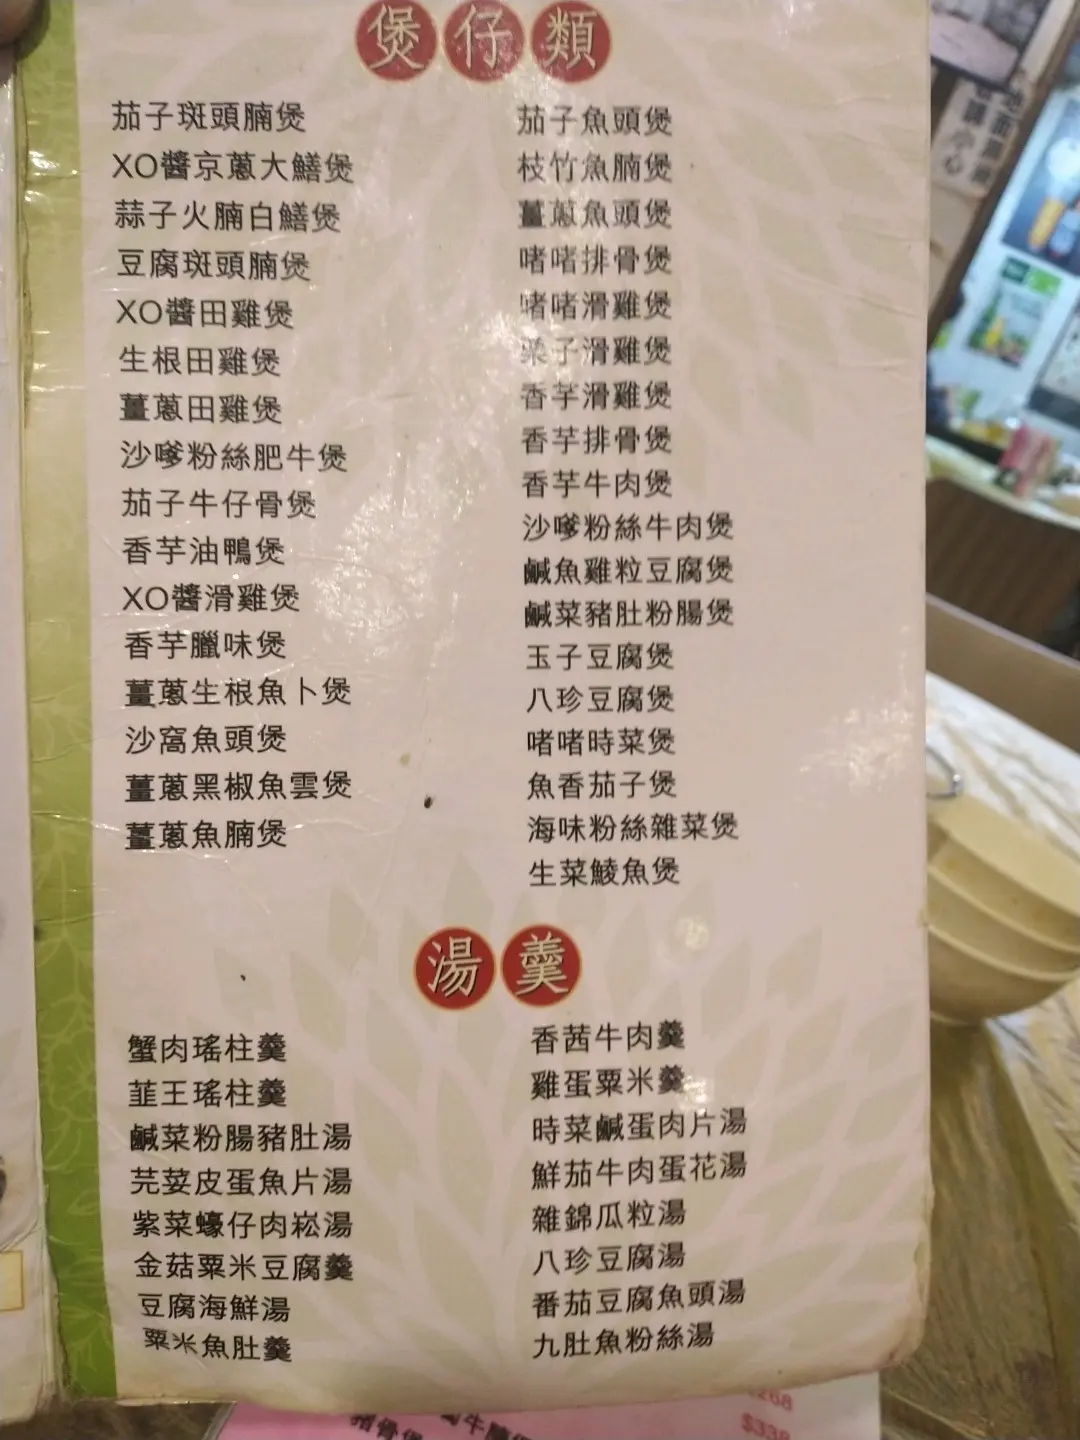 煲仔類
茄子斑頭腩煲
XO醬京蔥大鱔煲
蒜子火腩白鱔煲
豆腐斑頭腩煲
XO醬田雞煲
生根田雞煲
薑蔥田雞煲
沙嗲粉絲肥牛煲
茄子牛仔骨煲
香芋油鴨煲
XO醬滑雞煲
香芋臘味煲
薑蔥生根魚卜煲
沙窩魚頭煲
薑蔥黑椒魚雲煲
薑蔥魚腩煲
茄子魚頭煲
枝竹魚腩煲
薑蔥魚頭煲
啫啫排骨煲
啫啫滑雞煲
栗子滑雞煲
香芋滑雞煲
香芋排骨煲
香芋牛肉煲
沙嗲粉絲牛肉煲
鹹魚雞粒豆腐煲
鹹菜豬肚粉腸煲
玉子豆腐煲
八珍豆腐煲
啫啫時菜煲
魚香茄子煲
海味粉絲雜菜煲
生菜鯪魚煲
湯羹
蟹肉瑤柱羹
韮王瑤柱羹
鹹菜粉腸豬肚湯
芫荽皮蛋魚片湯
紫菜蠔仔肉崧湯
金菇粟米豆腐羹
豆腐海鮮湯
粟米魚肚羹
香茜牛肉羹
雞蛋粟米羹
時菜鹹蛋肉片湯
鮮茄牛肉蛋花湯
雜錦瓜粒湯
八珍豆腐湯
番茄豆腐魚頭湯
九肚魚粉絲湯
$338
小心